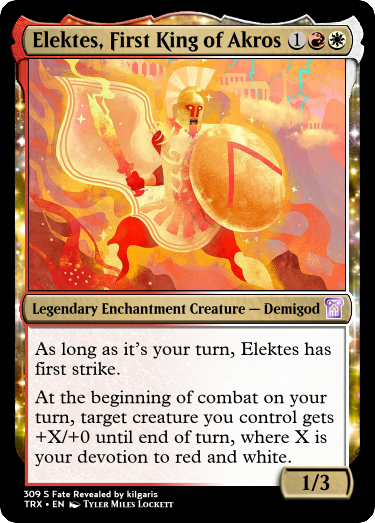 Elektes, First King of Akros 1
Legendary Enchantment Creature — Demigod
As long as it's your turn, Elektes has
first strike.
At the beginning of combat on your
turn, target creature you control gets
+X/+0 until end of turn, where X is
your devotion to red and white.
1/3
309 S Fate Revealed by kilgaris
TRX • EN Tyler Miles Lockett